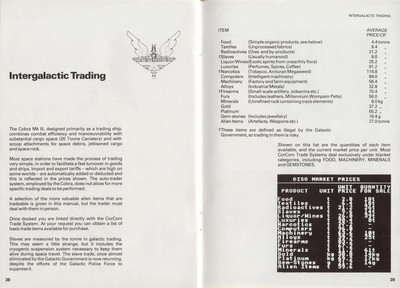 Intergalactic Trading
The Cobra Mk III, designed primarily as a trading ship,
combines combat efficiency and manoeuvrability with
substantial cargo space (20 Tonne Canisters) and with
scoop attachments for space debris, jetisoned cargo
and space rock.
Most space stations have made the process of trading
very simple, in order to facilitate a fast turnover in goods
and ships. Import and export tariffs – which are high on
some worlds – are automatically added or deducted and
this is reflected in the prices shown. The auto-trader
system, employed by the Cobra, does not allow for more
specific trading deals to be performed.
A selection of the more valuable alien items that are
tradeable is given in this manual, but the trader must
deal with them in person.
Once docked you are linked directly with the CorCom
Trade System. At your request you can obtain a list of
basic trade items available for purchase.
Slaves are measured by the tonne in galactic trading.
This may seem a little strange, but it includes the
cryogenic suspension system necessary to keep them
alive during space travel. The slave trade, once almost
eliminated by the Galactic Government is now returning,
despite the efforts of the Galactic Police Force to
suppress it.
38
INTERGALACTIC TRADING
ITEM AVERAGE
PRICE/CR
Food (Simple organic products, see below) 4.4 tonne
Textiles (Unprocessed fabrics) 6.4 "
Radioactives (Ores and by-products) 21.2 "
†Slaves (Usually humanoid) 8.0 "
Liquor/Wines (Exotic spirits from unearthly flora) 25.2 "
Luxuries (Perfumes, Spices, Coffee) 91.2 "
†Narcotics (Tobacco, Arcturan Megaweed) 114.8 "
Computers (Intelligent machinery) 84.0 "
Machinery (Factory and farm equipment) 56.4 "
Alloys (Industrial Metals) 32.8 "
†Firearms (Small-scale artillery, sidearms etc.) 70.4 "
Furs (Includes leathers, Millennium Wompom Pelts) 56.0 "
Minerals (Unrefined rock containing trace elements) 8.0 "
Gold 37.2
Platinum 65.2
Gem-stones (Includes jewellery) 16.4 g
Alien Items (Artefacts, Weapons etc.) 27.0 tonne
†These items are defined as illegal by the Galactic
Government, so trading in them is risky.
Shown on this list are the quantities of each item
available, and the current market price per unit. Most
CorCom Trade Systems deal exclusively under blanket
categories, including FOOD, MACHINERY, MINERALS
and GEMSTONES.
MARKET PRICES
UNIT QUANTITY
PRODUCT UNIT PRICE FOR SALE
Food
Textiles
Radioactives
Slaves
Liquor/Wines
Luxuries
Narcotics
Computers
Machinery
Alloys
Firearms
Furs
Minerals
Gold
Platinum
Gem-Stones
Alien Items